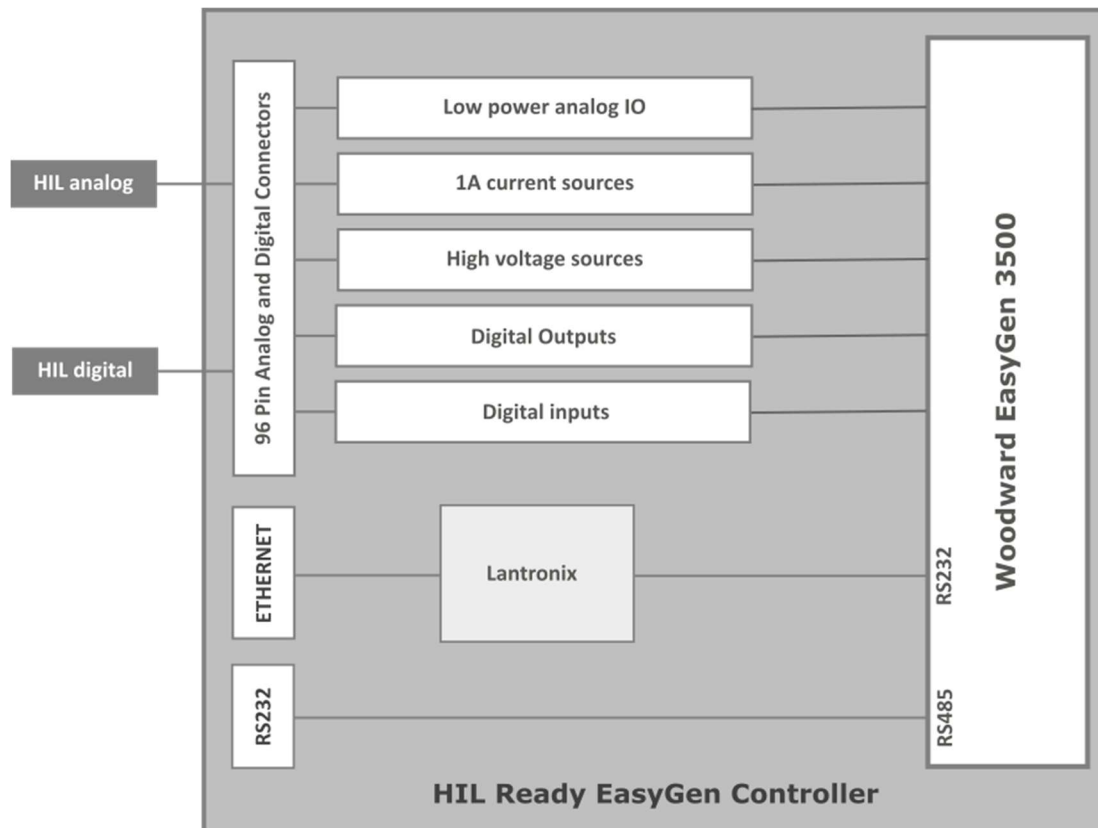 HIL analog
HIL digital
96 Pin Analog and Digital Connectors
Low power analog IO
1A current sources
High voltage sources
Digital Outputs
Digital inputs
Woodward EasyGen 3500
ETHERNET
Lantronix
RS232
RS232
RS485
HIL Ready EasyGen Controller